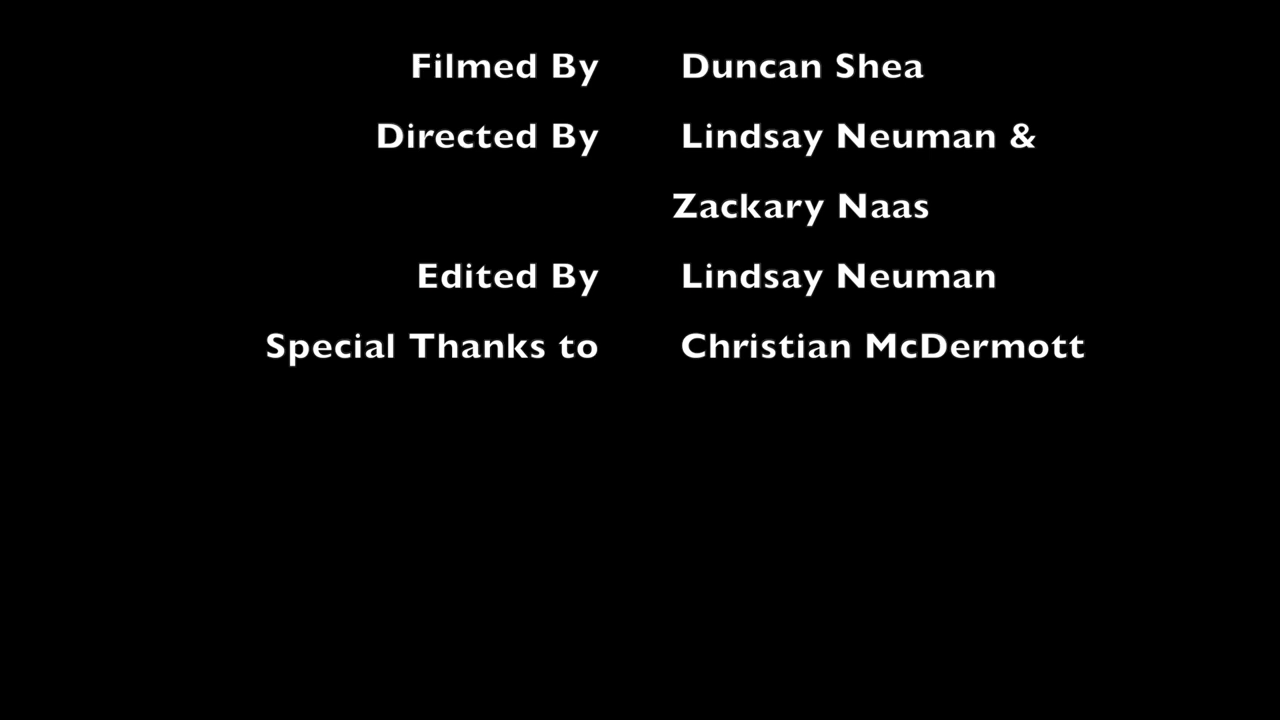 Filmed By Duncan Shea
Directed By Lindsay Neuman &
Zackary Naas
Edited By Lindsay Neuman
Special Thanks to Christian McDermott